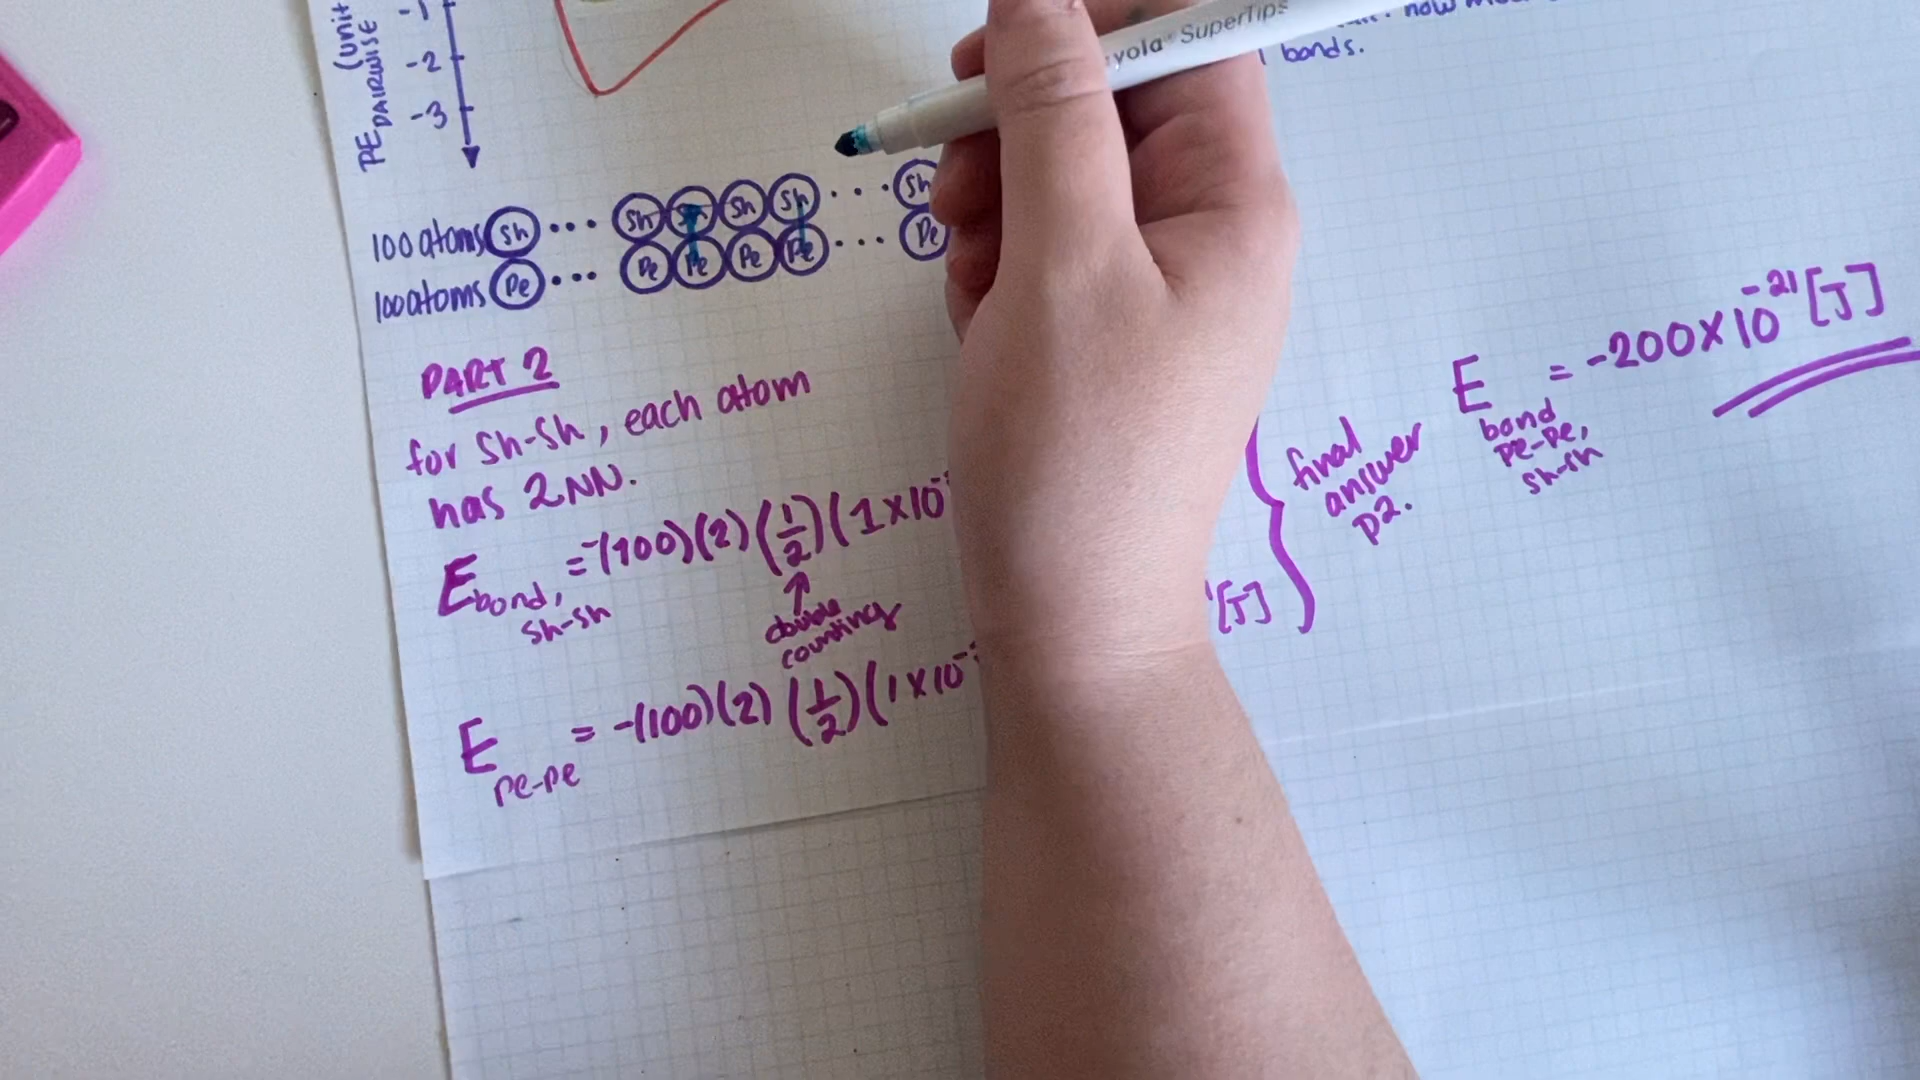 (unit
PE PAIRWISE
-1
-2
-3
yola SuperTips
now
bonds.
100 atoms Sh ... Sh Sh Sh Sh ... Sh
100 atoms Pe ... Pe Pe Pe Pe ... Pe
PART 2
for Sh-Sh, each atom
has 2NN.
E bond, Sh-Sh = -(100)(2)(1/2)(1x10
double
counting
E Pe-Pe = -(100)(2)(1/2)(1x10
[J]
final
answer
p2.
E bond Pe-Pe, Sh-Sh = -200x10^-21 [J]